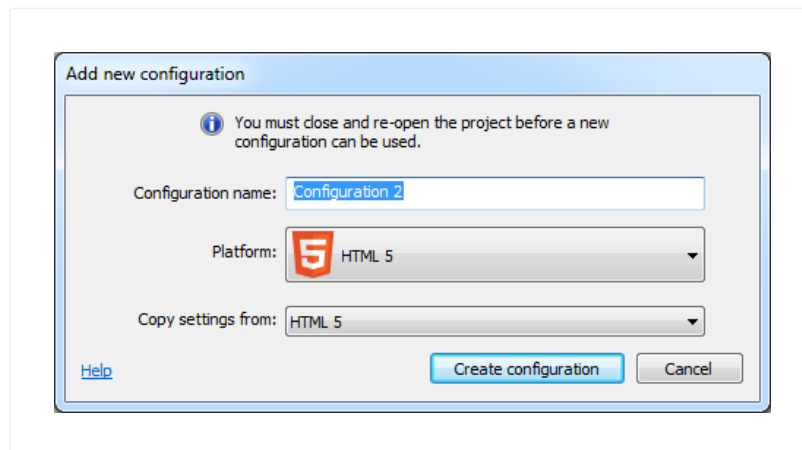 Add new configuration
You must close and re-open the project before a new
configuration can be used.
Configuration name: Configuration 2
Platform: HTML 5
Copy settings from: HTML 5
Help Create configuration Cancel